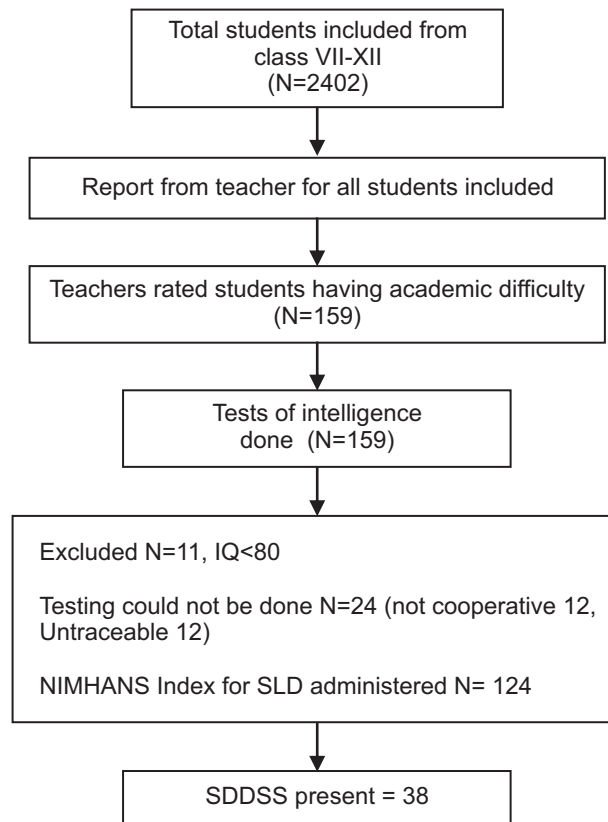 Total students included from
class VII-XII
(N=2402)
Report from teacher for all students included
Teachers rated students having academic difficulty
(N=159)
Tests of intelligence
done (N=159)
Excluded N=11, IQ<80
Testing could not be done N=24 (not cooperative 12,
Untraceable 12)
NIMHANS Index for SLD administered N= 124
SDDSS present = 38